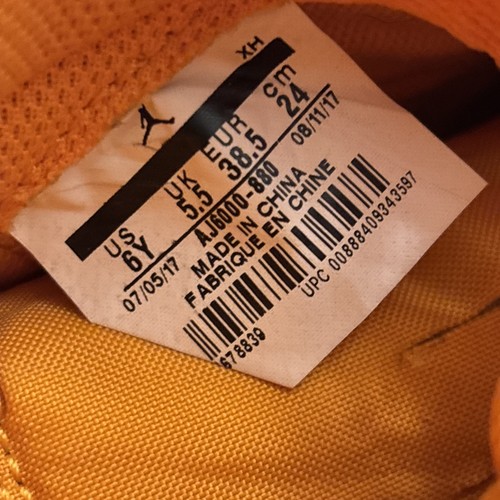 XH
US UK EUR cm
6Y 5.5 38.5 24
07/05/17 AJ6000-880 08/11/17
MADE IN CHINA
FABRIQUE EN CHINE
UPC 00888409343597
678839